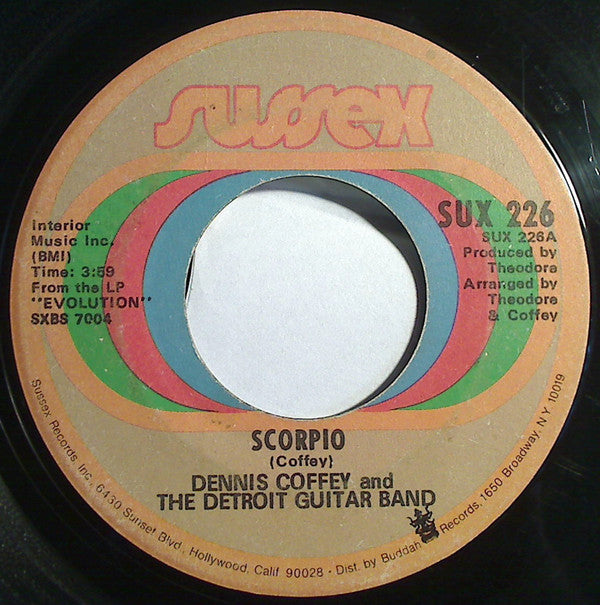 sussex
Interior
Music Inc.
(BMI)
Time: 3:59
From the LP
"EVOLUTION"
SXBS 7004
SUX 226
SUX 226A
Produced by
Theodore
Arranged by
Theodore
& Coffey
SCORPIO
(Coffey)
DENNIS COFFEY and
THE DETROIT GUITAR BAND
Sussex Records, Inc., 6430 Sunset Blvd., Hollywood, Calif 90028 - Dist. by Buddah Records, 1650 Broadway, N.Y. 10019